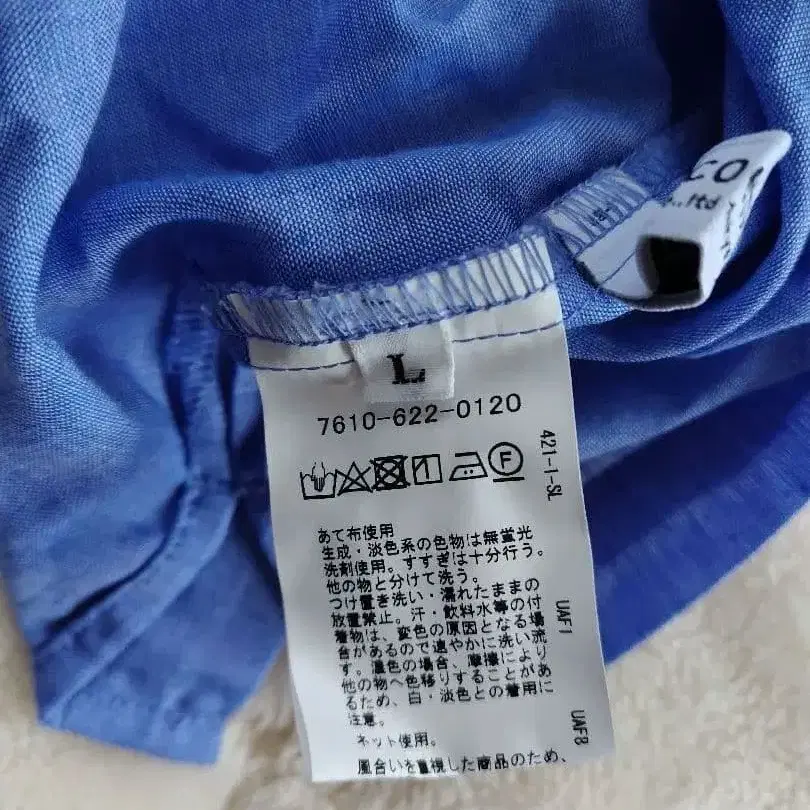 CO
.,ltd
L
7610-622-0120
421-1-SL
F
あて布使用
生成・淡色系の色物は無蛍光
洗剤使用。すすぎは十分行う。
他の物と分けて洗う。
つけ置き洗い・濡れたままの
放置禁止。汗・飲料水等の付
着物は、変色の原因となる場
合があるので速やかに洗い流
す。濃色の場合、摩擦により
他の物へ色移りすることがあ
るため、白・淡色との着用に
注意。
ネット使用。
風合いを重視した商品のため、
UAF1
UAF8